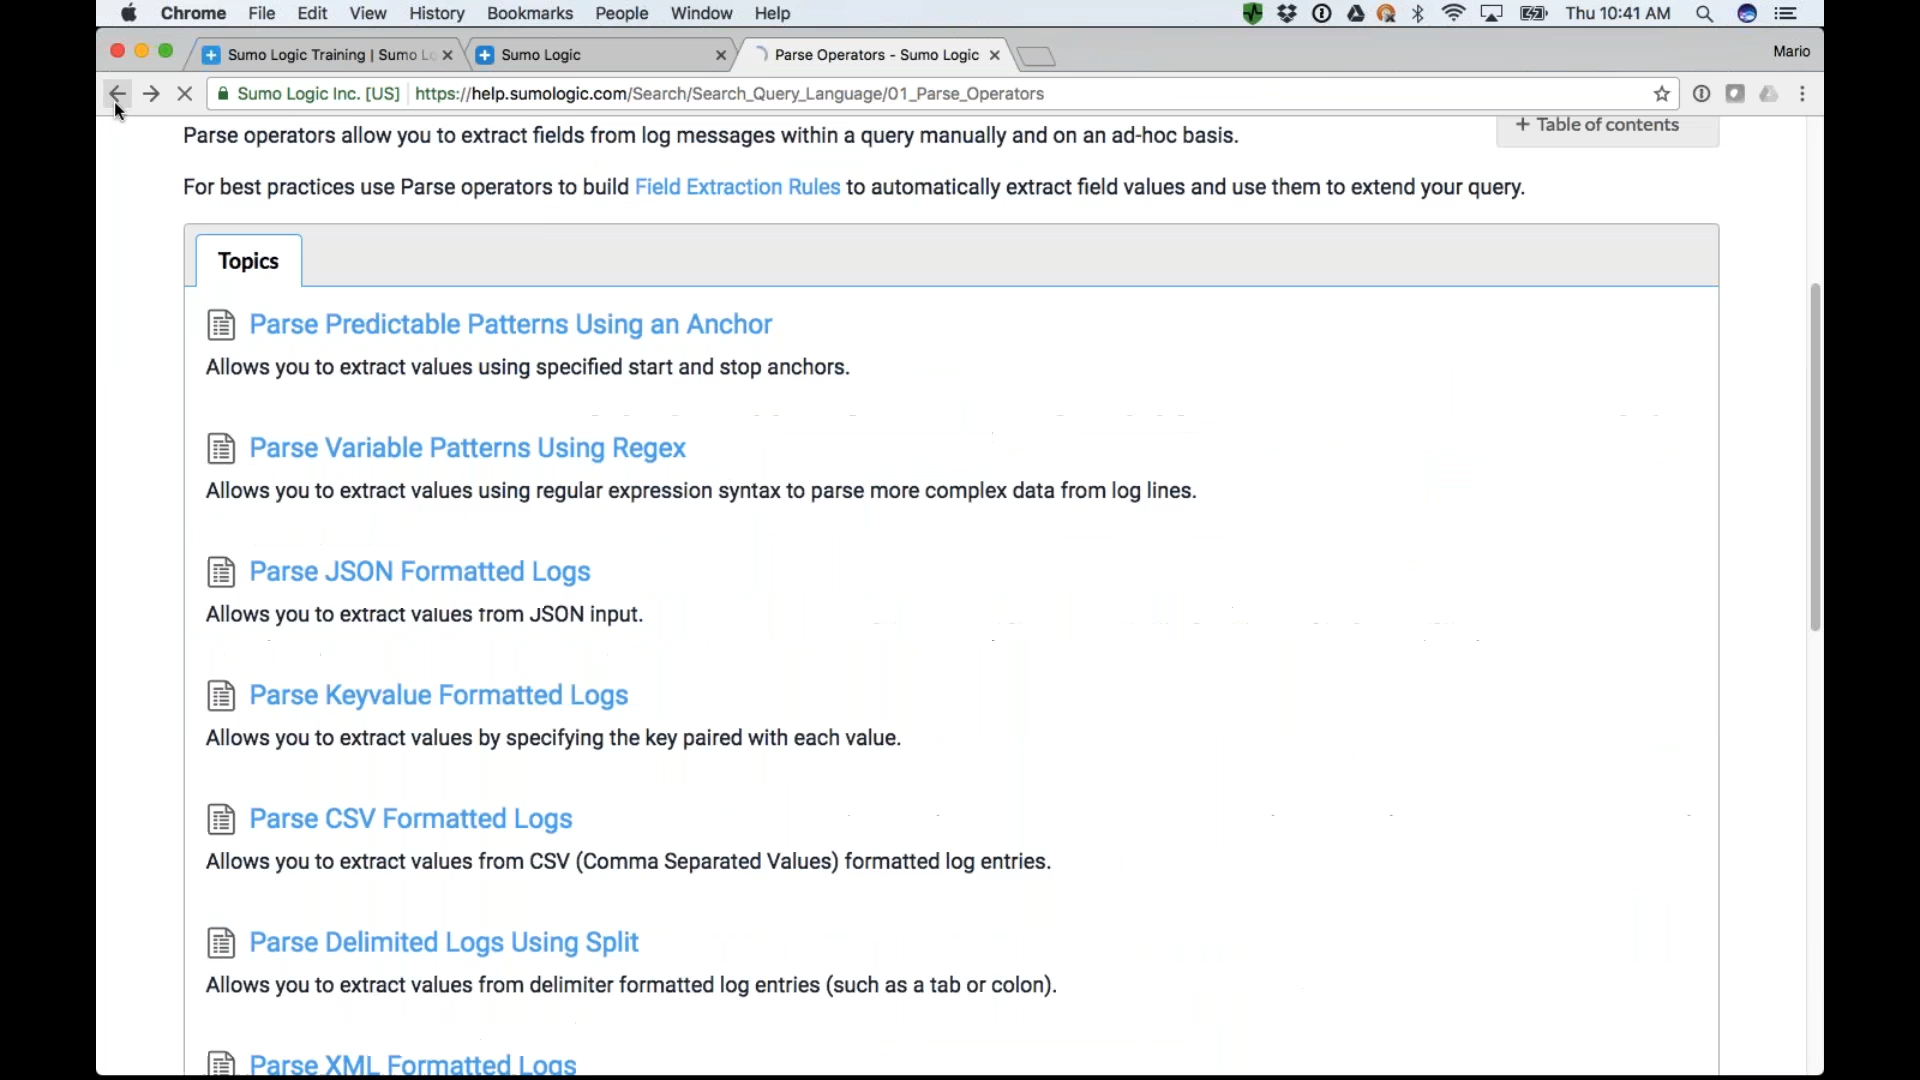 Chrome File Edit View History Bookmarks People Window Help Thu 10:41 AM
Sumo Logic Training | Sumo Lo Sumo Logic Parse Operators - Sumo Logic Mario
Sumo Logic Inc. [US] https://help.sumologic.com/Search/Search_Query_Language/01_Parse_Operators
+ Table of contents
Parse operators allow you to extract fields from log messages within a query manually and on an ad-hoc basis.
For best practices use Parse operators to build Field Extraction Rules to automatically extract field values and use them to extend your query.
Topics
Parse Predictable Patterns Using an Anchor
Allows you to extract values using specified start and stop anchors.
Parse Variable Patterns Using Regex
Allows you to extract values using regular expression syntax to parse more complex data from log lines.
Parse JSON Formatted Logs
Allows you to extract values from JSON input.
Parse Keyvalue Formatted Logs
Allows you to extract values by specifying the key paired with each value.
Parse CSV Formatted Logs
Allows you to extract values from CSV (Comma Separated Values) formatted log entries.
Parse Delimited Logs Using Split
Allows you to extract values from delimiter formatted log entries (such as a tab or colon).
Parse XML Formatted Logs